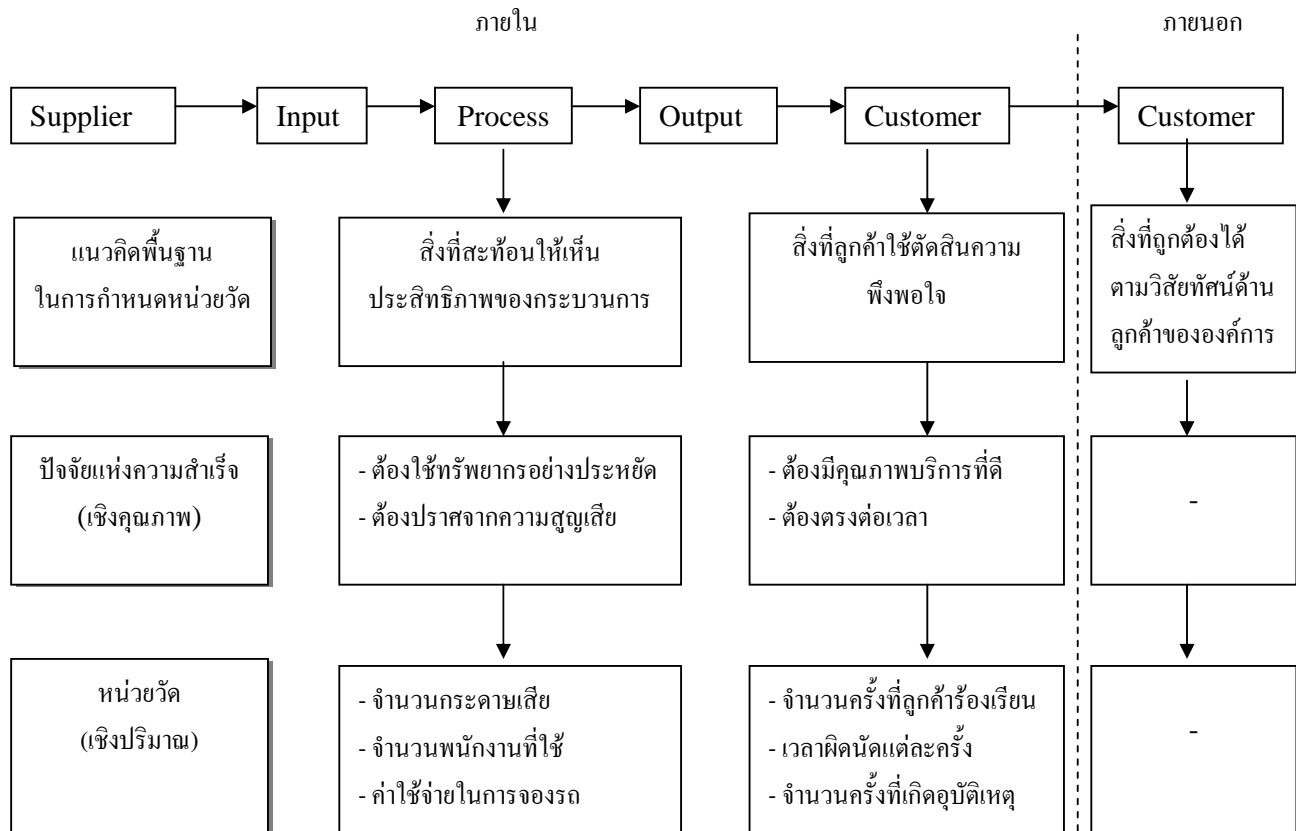 ภายใน
ภายนอก
Supplier
Input
Process
Output
Customer
Customer
แนวคิดพื้นฐาน
ในการกำหนดหน่วยวัด
สิ่งที่สะท้อนให้เห็น
ประสิทธิภาพของกระบวนการ
สิ่งที่ลูกค้าใช้ตัดสินความ
พึงพอใจ
สิ่งที่ถูกต้องได้
ตามวิสัยทัศน์ด้าน
ลูกค้าขององค์การ
ปัจจัยแห่งความสำเร็จ
(เชิงคุณภาพ)
- ต้องใช้ทรัพยากรอย่างประหยัด
- ต้องปราศจากความสูญเสีย
- ต้องมีคุณภาพบริการที่ดี
- ต้องตรงต่อเวลา
-
หน่วยวัด
(เชิงปริมาณ)
- จำนวนกระดาษเสีย
- จำนวนพนักงานที่ใช้
- ค่าใช้จ่ายในการจองรถ
- จำนวนครั้งที่ลูกค้าร้องเรียน
- เวลาผิดนัดแต่ละครั้ง
- จำนวนครั้งที่เกิดอุบัติเหตุ
-